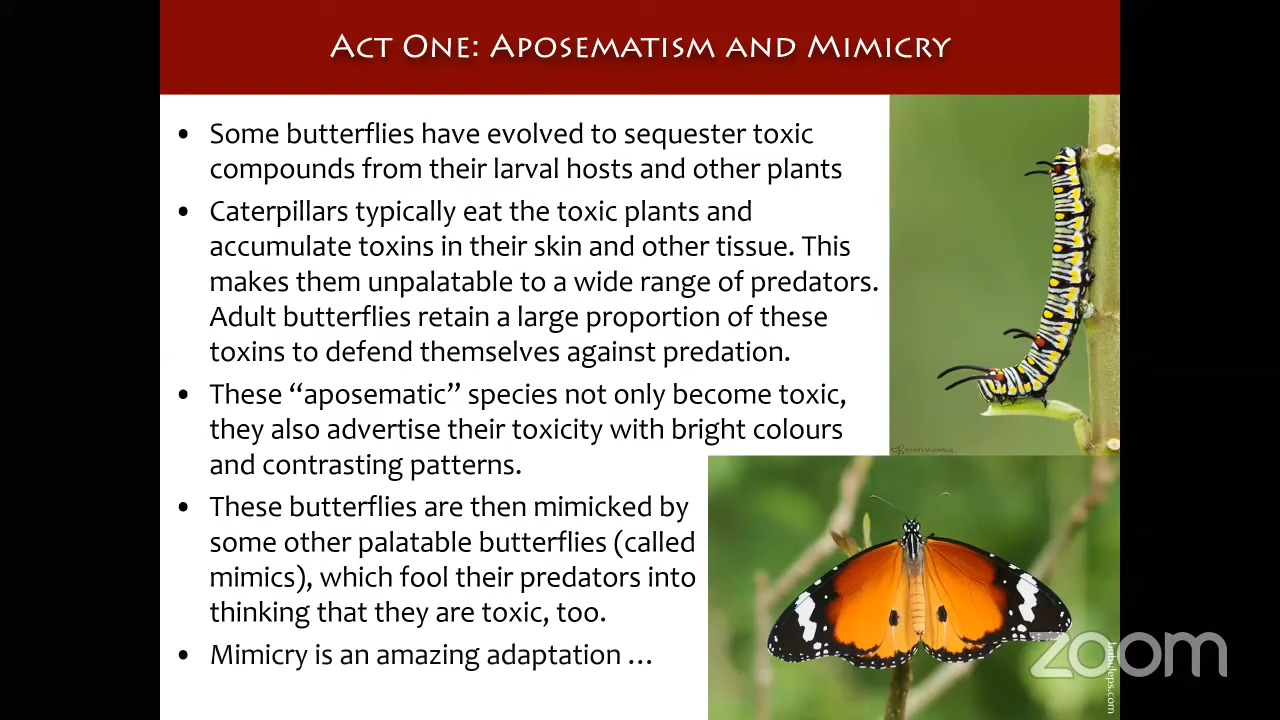 Act One: Aposematism and Mimicry
• Some butterflies have evolved to sequester toxic
compounds from their larval hosts and other plants
• Caterpillars typically eat the toxic plants and
accumulate toxins in their skin and other tissue. This
makes them unpalatable to a wide range of predators.
Adult butterflies retain a large proportion of these
toxins to defend themselves against predation.
• These “aposematic” species not only become toxic,
they also advertise their toxicity with bright colours
and contrasting patterns.
• These butterflies are then mimicked by
some other palatable butterflies (called
mimics), which fool their predators into
thinking that they are toxic, too.
• Mimicry is an amazing adaptation …
zoom